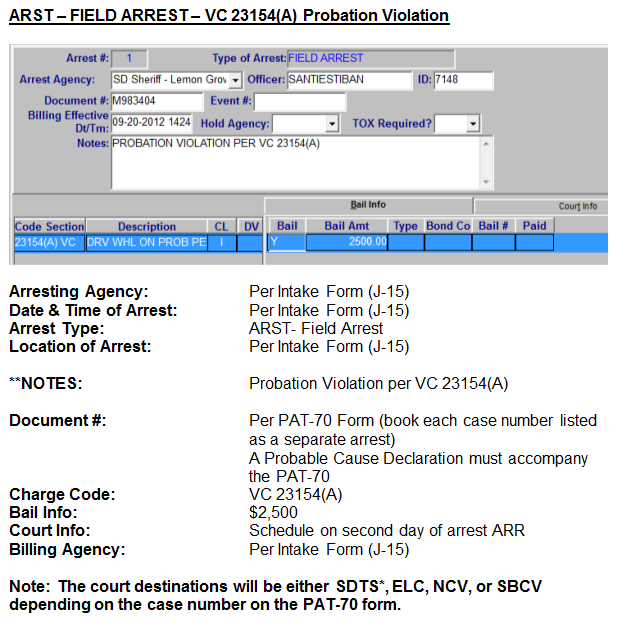 ARST – FIELD ARREST – VC 23154(A) Probation Violation
Arrest #: 1 Type of Arrest: FIELD ARREST
Arrest Agency: SD Sheriff - Lemon Grov Officer: SANTIESTIBAN ID: 7148
Document #: M983404 Event #:
Billing Effective
Dt/Tm: 09-20-2012 1424 Hold Agency: TOX Required?
Notes: PROBATION VIOLATION PER VC 23154(A)
Bail Info Court Info
Code Section Description CL DV Bail Bail Amt Type Bond Co Bail # Paid
23154(A) VC DRV WHL ON PROB PE I Y 2500.00
Arresting Agency: Per Intake Form (J-15)
Date & Time of Arrest: Per Intake Form (J-15)
Arrest Type: ARST- Field Arrest
Location of Arrest: Per Intake Form (J-15)
**NOTES: Probation Violation per VC 23154(A)
Document #: Per PAT-70 Form (book each case number listed
as a separate arrest)
A Probable Cause Declaration must accompany
the PAT-70
Charge Code: VC 23154(A)
Bail Info: $2,500
Court Info: Schedule on second day of arrest ARR
Billing Agency: Per Intake Form (J-15)
Note: The court destinations will be either SDTS*, ELC, NCV, or SBCV
depending on the case number on the PAT-70 form.